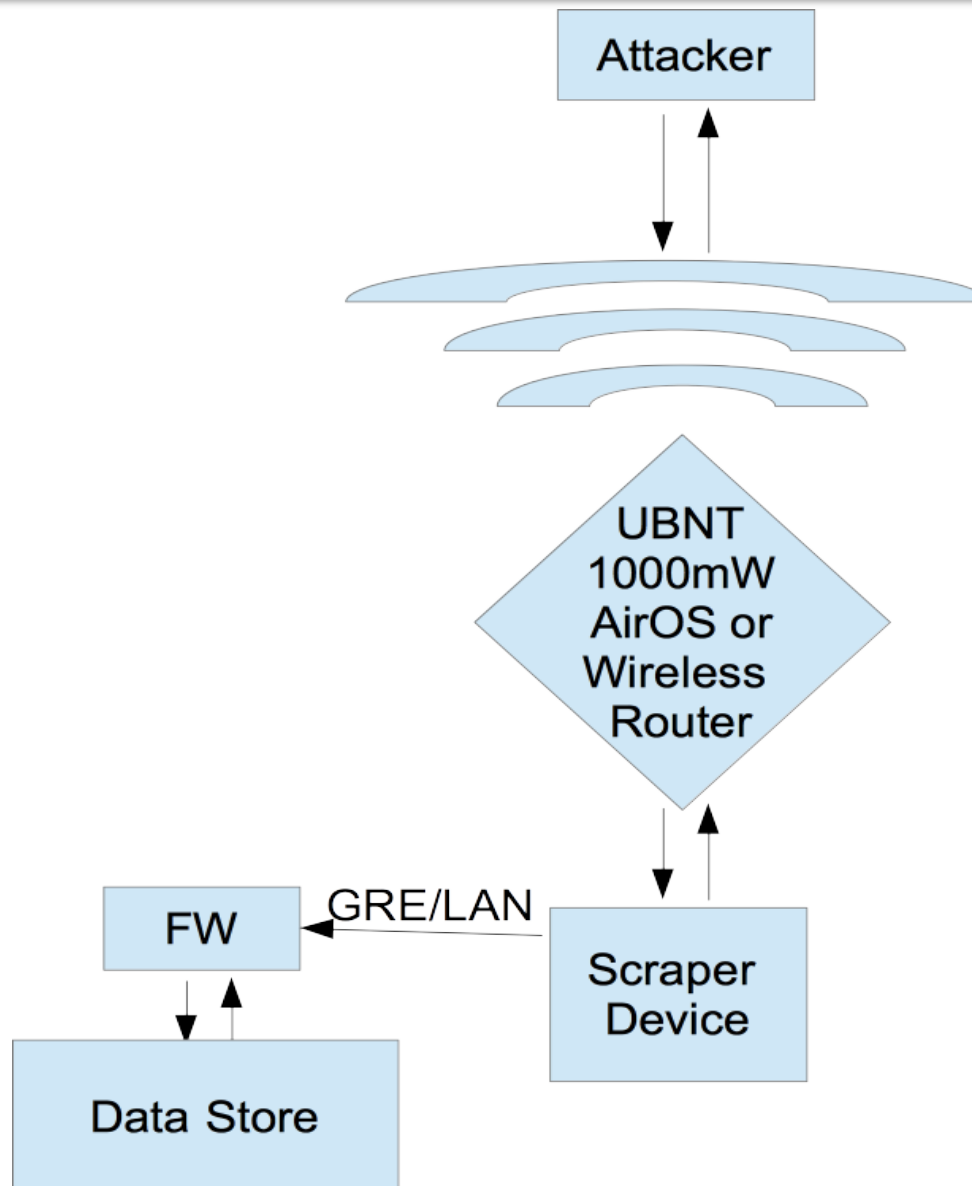 Attacker
UBNT
1000mW
AirOS or
Wireless
Router
GRE/LAN
FW
Scraper
Device
Data Store